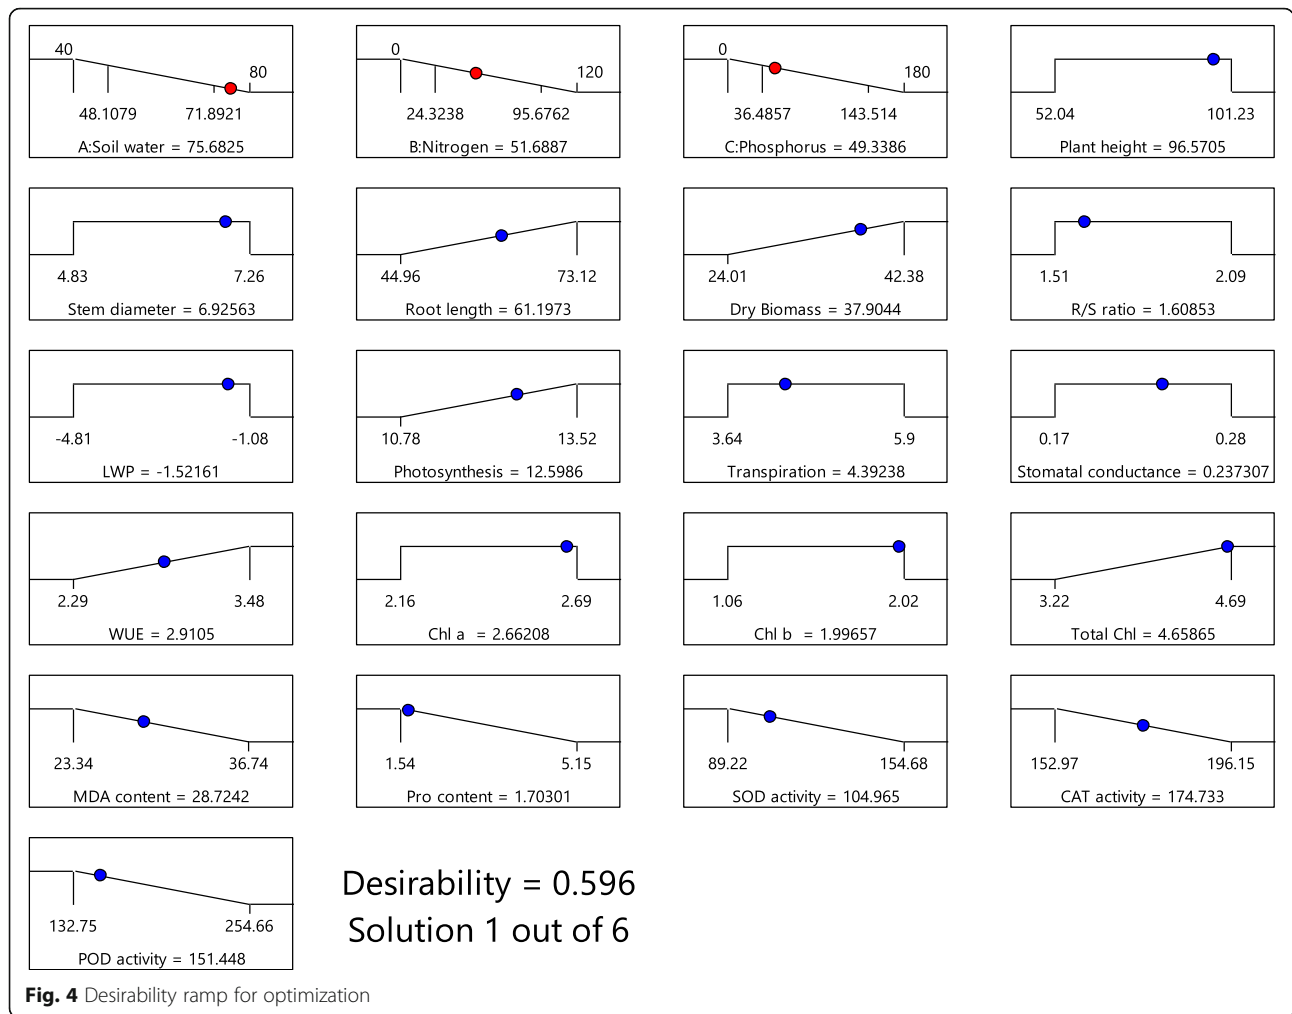 40
80
48.1079 71.8921
A:Soil water = 75.6825
0
120
24.3238 95.6762
B:Nitrogen = 51.6887
0
180
36.4857 143.514
C:Phosphorus = 49.3386
52.04 101.23
Plant height = 96.5705
4.83 7.26
Stem diameter = 6.92563
44.96 73.12
Root length = 61.1973
24.01 42.38
Dry Biomass = 37.9044
1.51 2.09
R/S ratio = 1.60853
-4.81 -1.08
LWP = -1.52161
10.78 13.52
Photosynthesis = 12.5986
3.64 5.9
Transpiration = 4.39238
0.17 0.28
Stomatal conductance = 0.237307
2.29 3.48
WUE = 2.9105
2.16 2.69
Chl a = 2.66208
1.06 2.02
Chl b = 1.99657
3.22 4.69
Total Chl = 4.65865
23.34 36.74
MDA content = 28.7242
1.54 5.15
Pro content = 1.70301
89.22 154.68
SOD activity = 104.965
152.97 196.15
CAT activity = 174.733
132.75 254.66
POD activity = 151.448
Desirability = 0.596
Solution 1 out of 6
Fig. 4 Desirability ramp for optimization